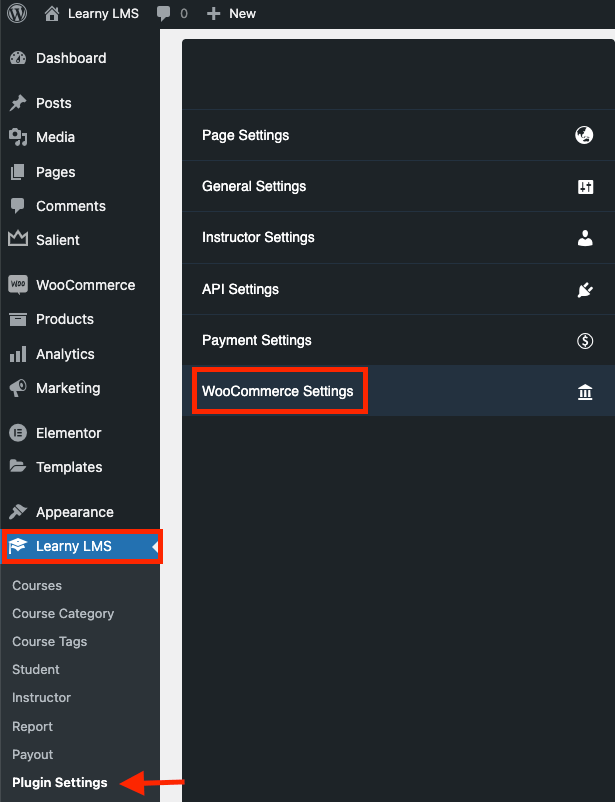 Learny LMS
0
New
Dashboard
Posts
Media
Pages
Comments
Salient
WOO
WooCommerce
Products
Analytics
Marketing
Elementor
Templates
Appearance
Learny LMS
Courses
Course Category
Course Tags
Student
Instructor
Report
Payout
Plugin Settings
Page Settings
General Settings
Instructor Settings
API Settings
Payment Settings
WooCommerce Settings